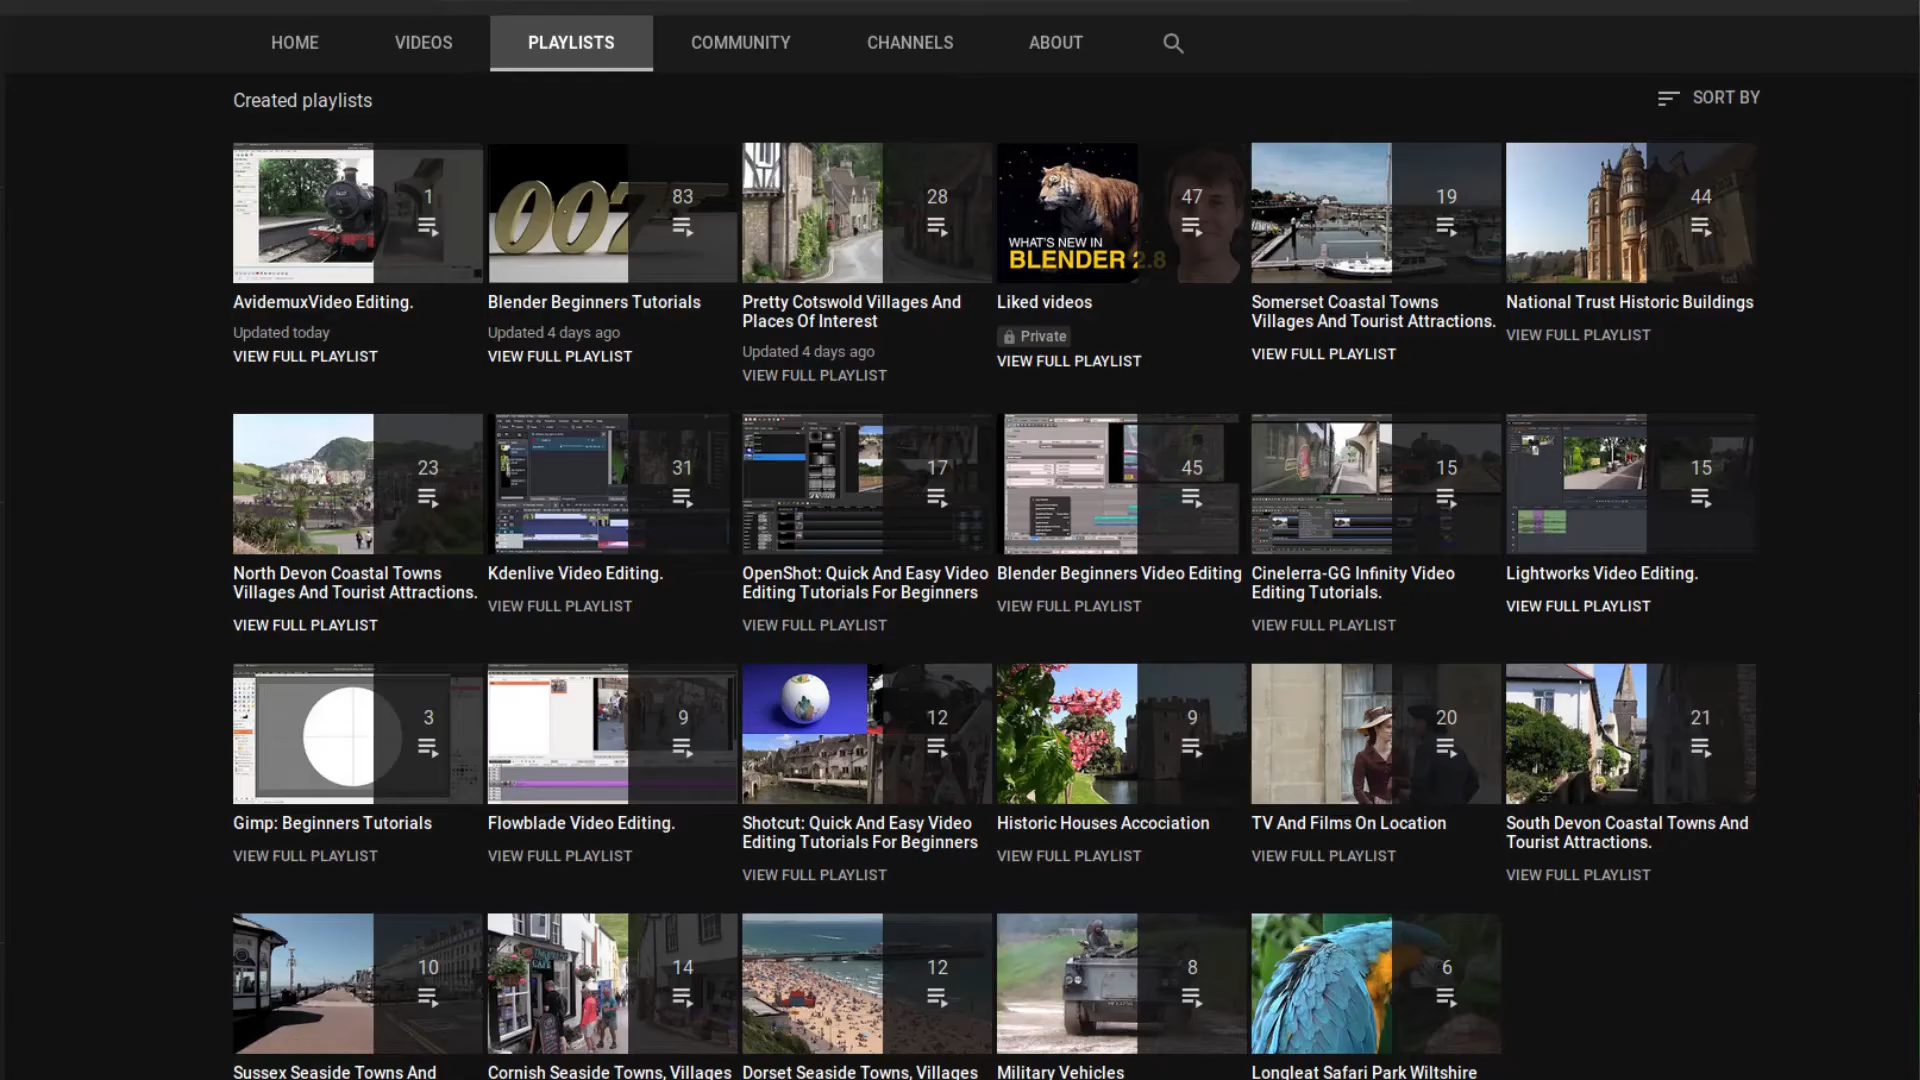 HOME VIDEOS PLAYLISTS COMMUNITY CHANNELS ABOUT
Created playlists
SORT BY
1
AvidemuxVideo Editing.
Updated today
VIEW FULL PLAYLIST
007
83
Blender Beginners Tutorials
Updated 4 days ago
VIEW FULL PLAYLIST
28
Pretty Cotswold Villages And
Places Of Interest
Updated 4 days ago
VIEW FULL PLAYLIST
47
WHAT'S NEW IN
BLENDER 2.8
Liked videos
Private
VIEW FULL PLAYLIST
19
Somerset Coastal Towns
Villages And Tourist Attractions.
VIEW FULL PLAYLIST
44
National Trust Historic Buildings
VIEW FULL PLAYLIST
23
North Devon Coastal Towns
Villages And Tourist Attractions.
VIEW FULL PLAYLIST
31
Kdenlive Video Editing.
VIEW FULL PLAYLIST
17
OpenShot: Quick And Easy Video
Editing Tutorials For Beginners
VIEW FULL PLAYLIST
45
Blender Beginners Video Editing
VIEW FULL PLAYLIST
15
Cinelerra-GG Infinity Video
Editing Tutorials.
VIEW FULL PLAYLIST
15
Lightworks Video Editing.
VIEW FULL PLAYLIST
3
Gimp: Beginners Tutorials
VIEW FULL PLAYLIST
9
Flowblade Video Editing.
VIEW FULL PLAYLIST
12
Shotcut: Quick And Easy Video
Editing Tutorials For Beginners
VIEW FULL PLAYLIST
9
Historic Houses Accociation
VIEW FULL PLAYLIST
20
TV And Films On Location
VIEW FULL PLAYLIST
21
South Devon Coastal Towns And
Tourist Attractions.
VIEW FULL PLAYLIST
10
Sussex Seaside Towns And
14
CAFE
Cornish Seaside Towns, Villages
12
Dorset Seaside Towns, Villages
8
Military Vehicles
6
Longleat Safari Park Wiltshire